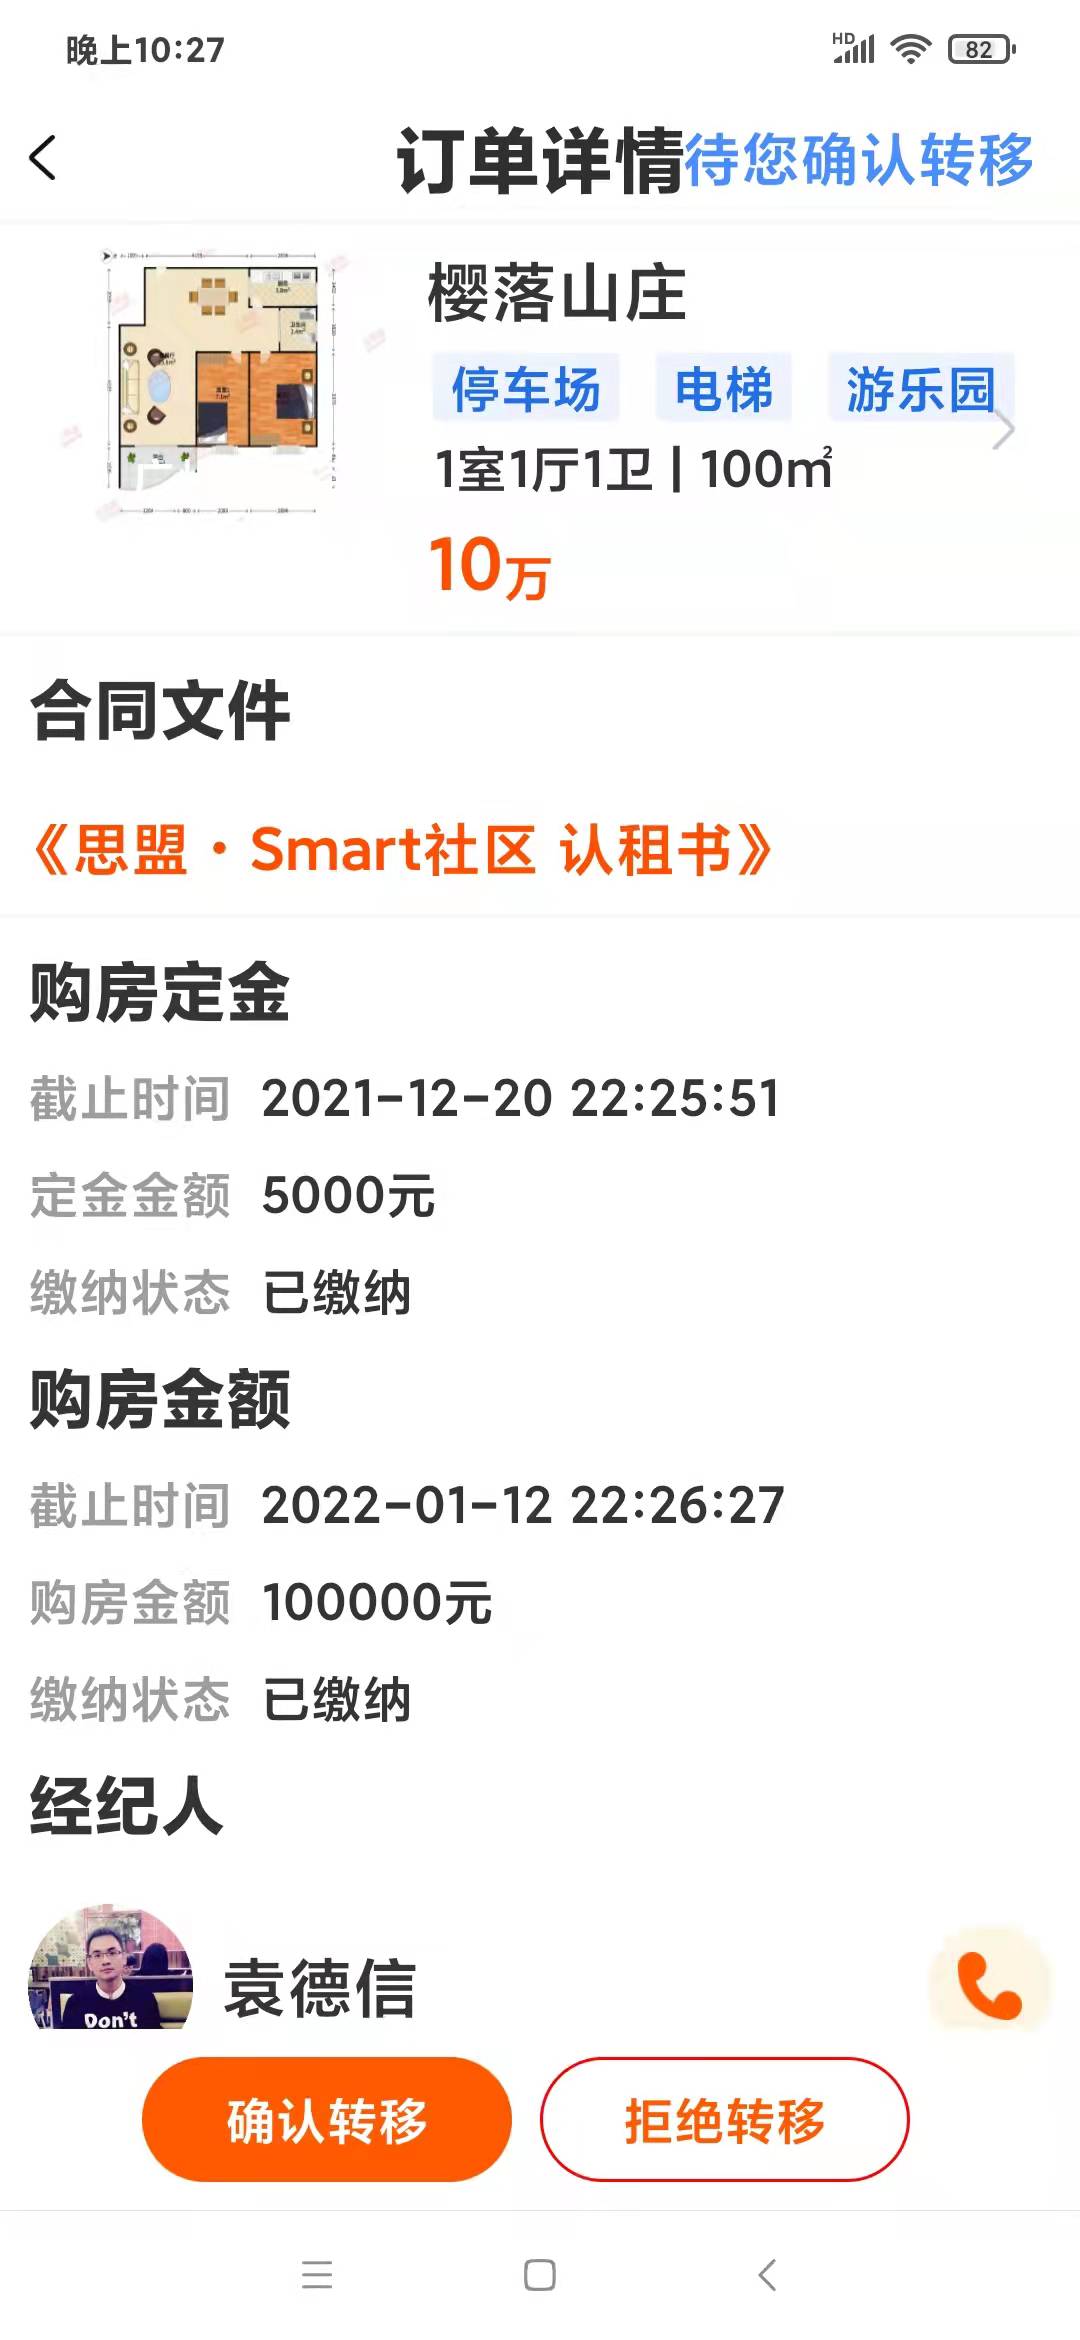 晚上10:27
HD
82
订单详情
待您确认转移
樱落山庄
停车场 电梯 游乐园
1室1厅1卫 | 100㎡
10万
合同文件
《思盟·Smart社区 认租书》
购房定金
截止时间 2021-12-20 22:25:51
定金金额 5000元
缴纳状态 已缴纳
购房金额
截止时间 2022-01-12 22:26:27
购房金额 100000元
缴纳状态 已缴纳
经纪人
Don't
袁德信
确认转移 拒绝转移